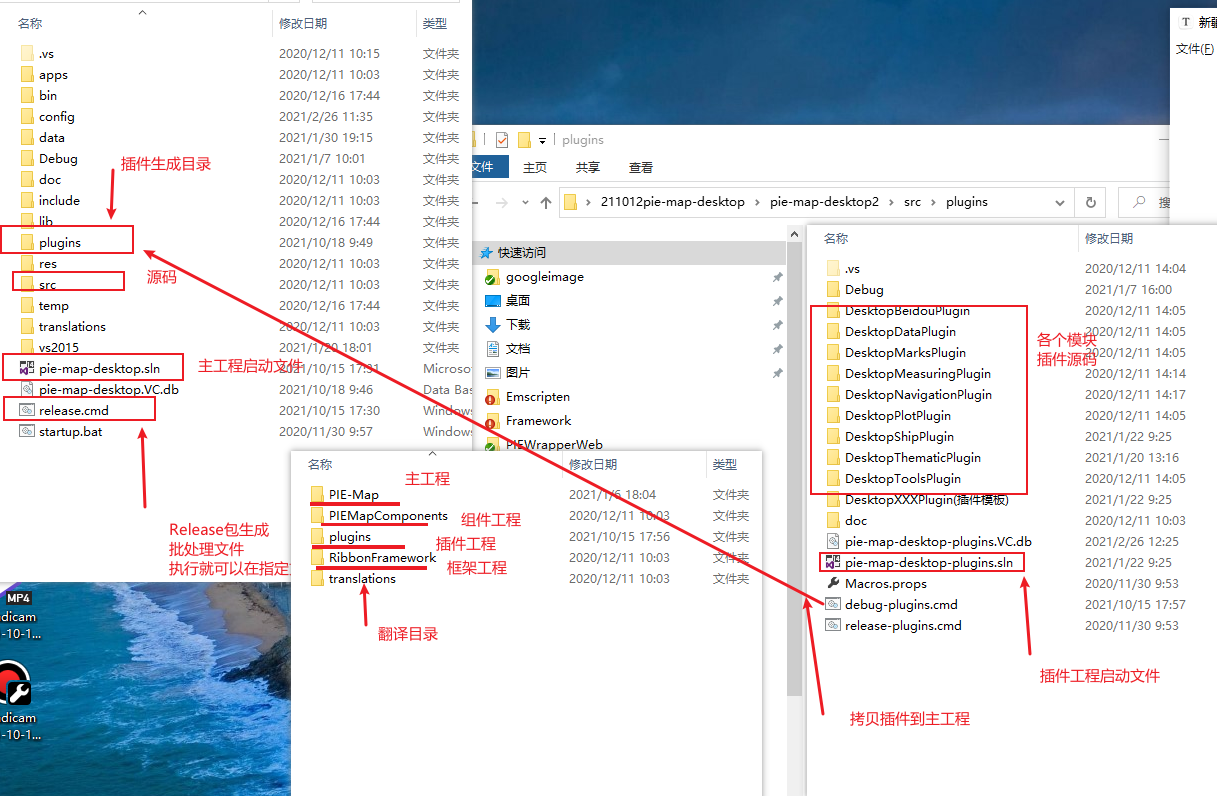 名称 修改日期 类型
.vs 2020/12/11 10:15 文件夹
apps 2020/12/11 10:03 文件夹
bin 2020/12/16 17:44 文件夹
config 2021/2/26 11:35 文件夹
data 2021/1/30 19:15 文件夹
Debug 2021/1/7 10:01 文件夹
doc 2020/12/11 10:03 文件夹
include 2020/12/11 10:03 文件夹
lib 2020/12/16 17:44 文件夹
plugins 2021/10/18 9:49 文件夹
res 2020/12/11 10:03 文件夹
src 2020/12/11 10:03 文件夹
temp 2020/12/16 17:44 文件夹
translations 2020/12/11 10:03 文件夹
vs2015 2021/1/20 18:01 文件夹
pie-map-desktop.sln 2021/10/15 17:31 Microso
pie-map-desktop.VC.db 2021/10/18 9:46 Data Bas
release.cmd 2021/10/15 17:30 Windows
startup.bat 2020/11/30 9:57 Windows
插件生成目录
源码
主工程启动文件
Release包生成
批处理文件
执行就可以在指定
T 新疆
文件(F)
plugins
文件 主页 共享 查看
211012pie-map-desktop pie-map-desktop2 src plugins
搜
快速访问
googleimage
桌面
下载
文档
图片
Emscripten
Framework
PIEWrapperWeb
名称 修改日期 类型
PIE-Map 2021/1/6 18:04 文件夹
PIEMapComponents 2020/12/11 10:03 文件夹
plugins 2021/10/15 17:56 文件夹
RibbonFramework 2020/12/11 10:03 文件夹
translations 2020/12/11 10:03 文件夹
主工程
组件工程
插件工程
框架工程
翻译目录
名称 修改日期
.vs 2020/12/11 14:04
Debug 2021/1/7 16:00
DesktopBeidouPlugin 2020/12/11 14:05
DesktopDataPlugin 2020/12/11 14:05
DesktopMarksPlugin 2020/12/11 14:05
DesktopMeasuringPlugin 2020/12/11 14:14
DesktopNavigationPlugin 2020/12/11 14:17
DesktopPlotPlugin 2020/12/11 14:05
DesktopShipPlugin 2021/1/22 9:25
DesktopThematicPlugin 2021/1/20 13:16
DesktopToolsPlugin 2020/12/11 14:05
DesktopXXXPlugin(插件模板) 2021/1/22 9:25
doc 2020/12/11 10:03
pie-map-desktop-plugins.VC.db 2021/2/26 12:25
pie-map-desktop-plugins.sln 2021/1/22 9:25
Macros.props 2020/11/30 9:53
debug-plugins.cmd 2021/10/15 17:57
release-plugins.cmd 2020/11/30 9:53
各个模块
插件源码
插件工程启动文件
拷贝插件到主工程
MP4
dicam
-10-1...
dicam
-10-1...